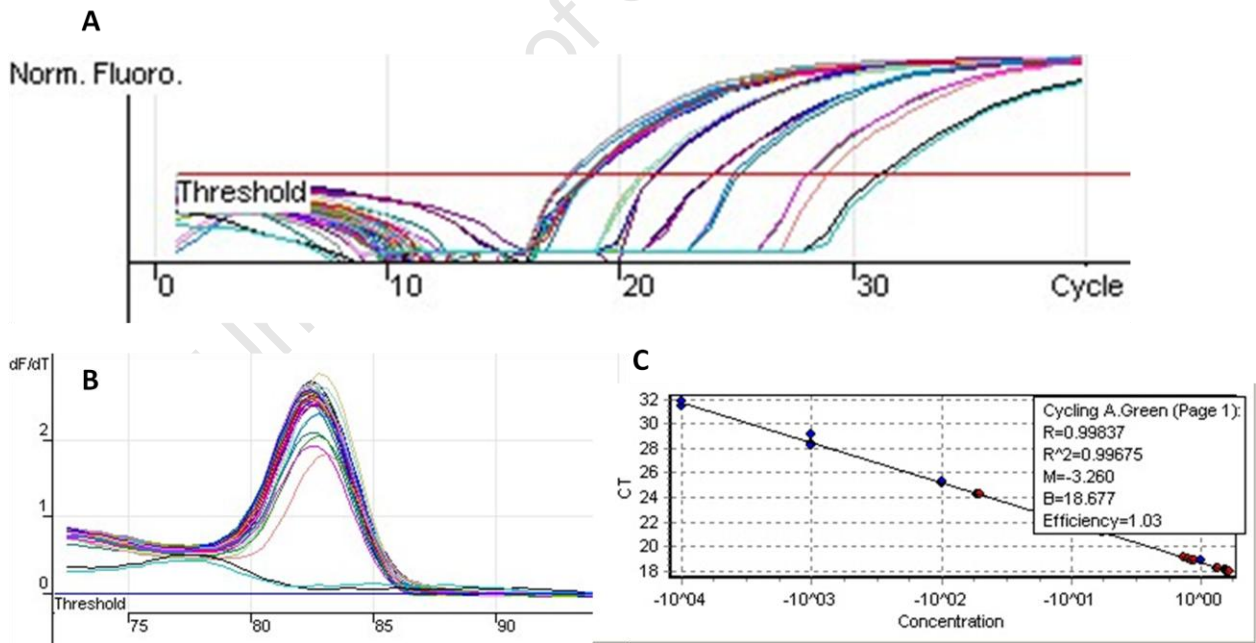 A
Norm. Fluoro.
Threshold
0 10 20 30 Cycle
B
dF/dT
2
1
0
Threshold
75 80 85 90
C
CT
32
30
28
26
24
22
20
18
Cycling A.Green (Page 1):
R=0.99837
R^2=0.99675
M=-3.260
B=18.677
Efficiency=1.03
-10^04 -10^03 -10^02 -10^01 10^00
Concentration
of